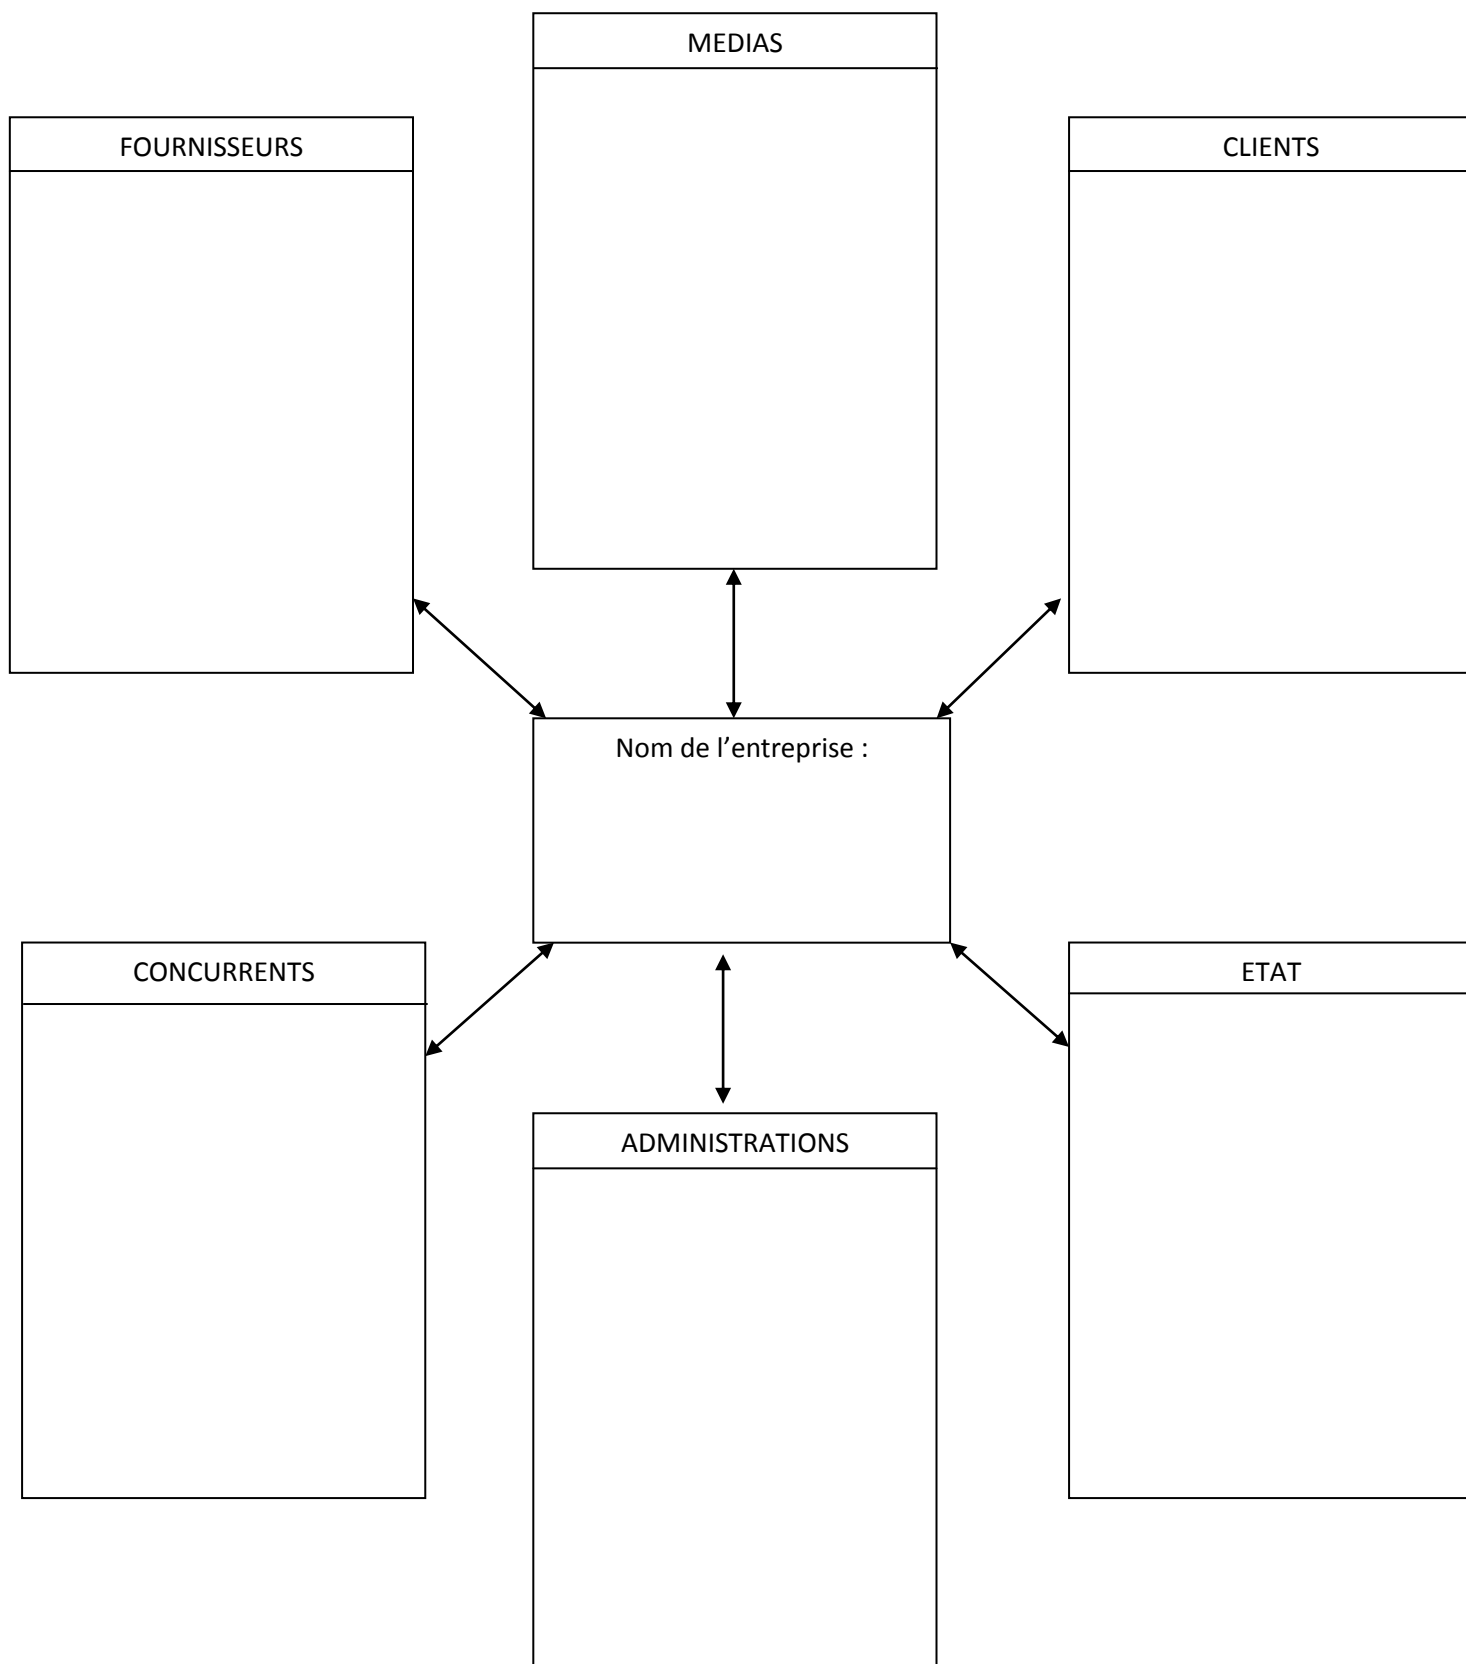 MEDIAS
FOURNISSEURS
CLIENTS
Nom de l’entreprise :
CONCURRENTS
ETAT
ADMINISTRATIONS